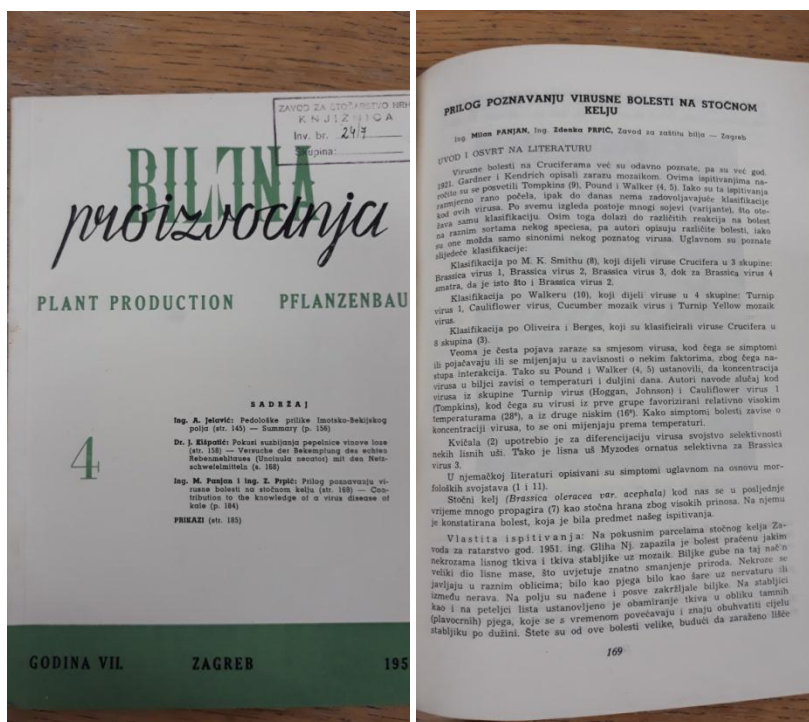 ZAVOD ZA STOČARSTVO NRH
KNJIŽNICA
Inv. br. 24/7
Skupina:
BILJNA
proizvodnja
PLANT PRODUCTION PFLANZENBAU
SADRŽAJ
Ing. A. Jelavić: Pedološke prilike Imotsko-Bekijskog
polja (str. 145) — Summary (p. 156)
Dr. J. Kišpatić: Pokusi suzbijanja pepelnice vinove loze
(str. 158) — Versuche der Bekemplung des echten
Rebenmehltaues (Uncinula necator) mit den Netz-
schwefelmitteln (s. 168)
Ing. M. Panjan i ing. Z. Prpić: Prilog poznavanju vi-
rusne bolesti na stočnom kelju (str. 169) — Con-
tribution to the knowledge of a virus disease of
kale (p. 184)
PRIKAZI (str. 185)
4
GODINA VII. ZAGREB 195
PRILOG POZNAVANJU VIRUSNE BOLESTI NA STOČNOM
KELJU
Ing. Milan PANJAN, Ing. Zdenka PRPIĆ, Zavod za zaštitu bilja — Zagreb
UVOD I OSVRT NA LITERATURU
Virusne bolesti na Cruciferama već su odavno poznate, pa su već god.
1921. Gardner i Kendrich opisali zarazu mozaikom. Ovim ispitivanjima na-
ročito su se posvetili Tompkins (9), Pound i Walker (4, 5). Iako su ta ispitivanja
razmjerno rano počela, ipak do danas nema zadovoljavajuće klasifikacije
kod ovih virusa. Po svemu izgleda postoje mnogi sojevi (varijante), što ote-
žava samu klasifikaciju. Osim toga dolazi do različitih reakcija na bolest
na raznim sortama nekog speciesa, pa autori opisuju različite bolesti, iako
su one možda samo sinonimi nekog poznatog virusa. Uglavnom su poznate
slijedeće klasifikacije:
Klasifikacija po M. K. Smithu (8), koji dijeli viruse Crucifera u 3 skupine:
Brassica virus 1, Brassica virus 2, Brassica virus 3, dok za Brassica virus 4
smatra, da je isto što i Brassica virus 2.
Klasifikacija po Walkeru (10), koji dijeli viruse u 4 skupine: Turnip
virus 1, Cauliflower virus, Cucumber mozaik virus i Turnip Yellow mozaik
virus.
Klasifikacija po Oliveira i Berges, koji su klasificirali viruse Crucifera u
8 skupina (3).
Veoma je česta pojava zaraze sa smjesom virusa, kod čega se simptomi
ili pojačavaju ili se mijenjaju u zavisnosti o nekim faktorima, zbog čega na-
stupa interakcija. Tako su Pound i Walker (4, 5) ustanovili, da koncentracija
virusa u biljci zavisi o temperaturi i duljini dana. Autori navode slučaj kod
virusa iz skupine Turnip virus (Hoggan, Johnson) i Cauliflower virus 1
(Tompkins), kod čega su virusi iz prve grupe favorizirani relativno visokim
temperaturama (28⁰), a iz druge niskim (16⁰). Kako simptomi bolesti zavise o
koncentraciji virusa, to se oni mijenjaju prema temperaturi.
Kvičala (2) upotrebio je za diferencijaciju virusa svojstvo selektivnosti
nekih lisnih uši. Tako je lisna uš Myzodes ornatus selektivna za Brassica
virus 3.
U njemačkoj literaturi opisivani su simptomi uglavnom na osnovu mor-
foloških svojstava (1 i 11).
Stočni kelj (Brassica oleracea var. acephala) kod nas se u posljednje
vrijeme mnogo propagira (7) kao stočna hrana zbog visokih prinosa. Na njemu
je konstatirana bolest, koja je bila predmet našeg ispitivanja.
Vlastita ispitivanja: Na pokusnim parcelama stočnog kelja Za-
voda za ratarstvo god. 1951. ing. Gliha Nj. zapazila je bolest praćenu jakim
nekrozama lisnog tkiva i tkiva stabljike uz mozaik. Biljke gube na taj način
veliki dio lisne mase, što uvjetuje znatno smanjenje priroda. Nekroze se
javljaju u raznim oblicima; bilo kao pjega bilo kao šare uz nervaturu ili
između nerava. Na polju su nađene i posve zakržljale biljke. Na stabljici
kao i na peteljci lista ustanovljeno je obamiranje tkiva u obliku tamnih
(plavocrnih) pjega, koje se s vremenom povećavaju i znaju obuhvatiti cijelu
stabljiku po dužini. Štete su od ove bolesti velike, budući da zaraženo lišće
169